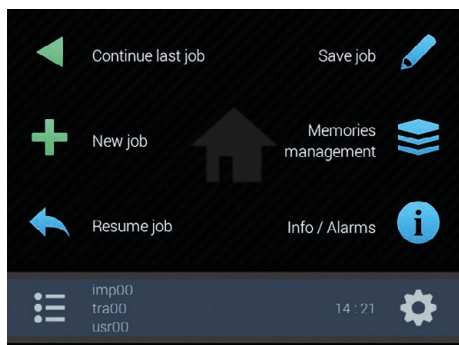 Continue last job
Save job
New job
Memories
management
Resume job
Info / Alarms
i
imp00
tra00
usr00
14 : 21